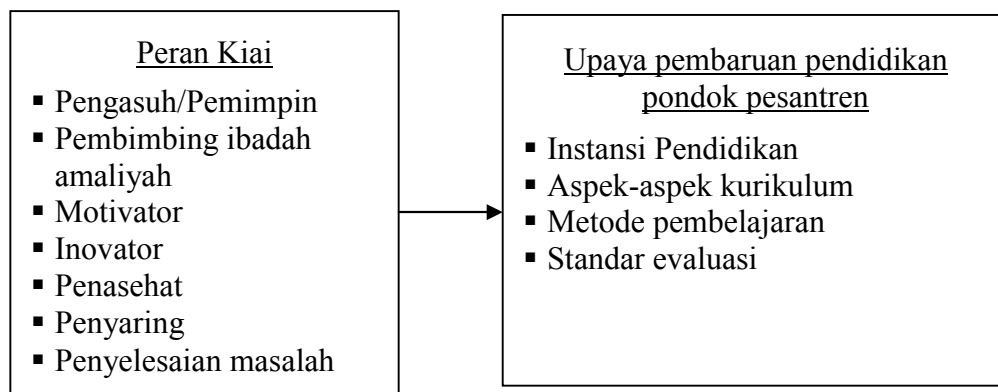 Peran Kiai
▪ Pengasuh/Pemimpin
▪ Pembimbing ibadah
amaliyah
▪ Motivator
▪ Inovator
▪ Penasehat
▪ Penyaring
▪ Penyelesaian masalah
Upaya pembaruan pendidikan
pondok pesantren
▪ Instansi Pendidikan
▪ Aspek-aspek kurikulum
▪ Metode pembelajaran
▪ Standar evaluasi